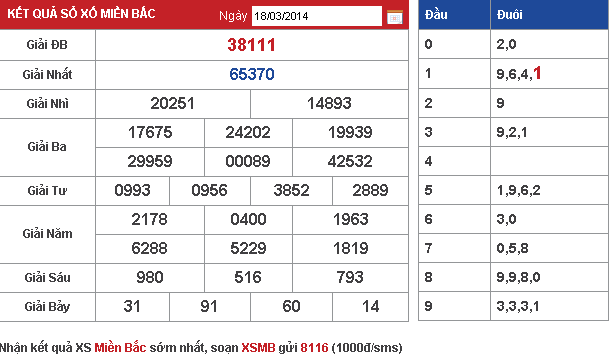 KẾT QUẢ SỔ XỐ MIỀN BẮC Ngày 18/03/2014
Giải ĐB 38111
Giải Nhất 65370
Giải Nhì 20251 14893
Giải Ba 17675 24202 19939
29959 00089 42532
Giải Tư 0993 0956 3852 2889
Giải Năm 2178 0400 1963
6288 5229 1819
Giải Sáu 980 516 793
Giải Bảy 31 91 60 14
Đầu Đuôi
0 2,0
1 9,6,4,1
2 9
3 9,2,1
4
5 1,9,6,2
6 3,0
7 0,5,8
8 9,9,8,0
9 3,3,3,1
Nhận kết quả XS Miền Bắc sớm nhất, soạn XSMB gửi 8116 (1000đ/sms)